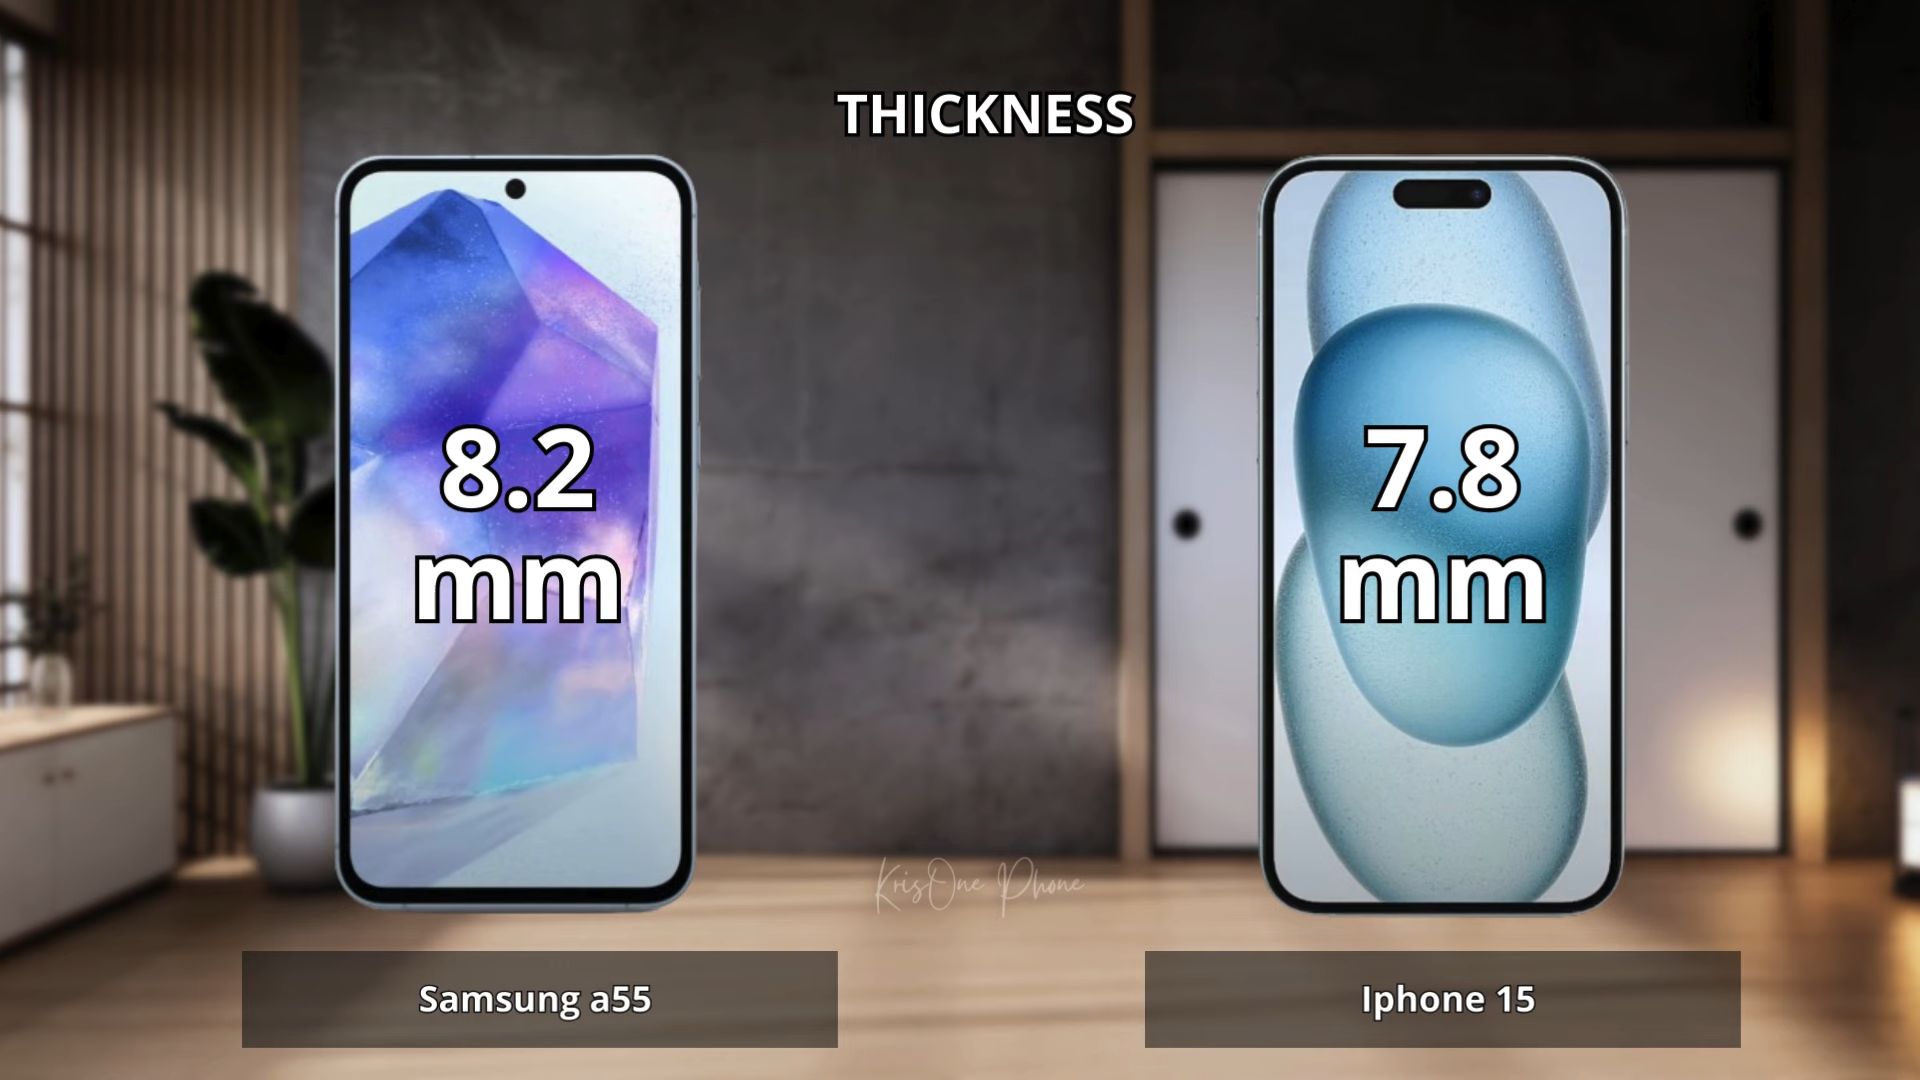 THICKNESS
8.2
mm
7.8
mm
KrisOne Phone
Samsung a55
Iphone 15